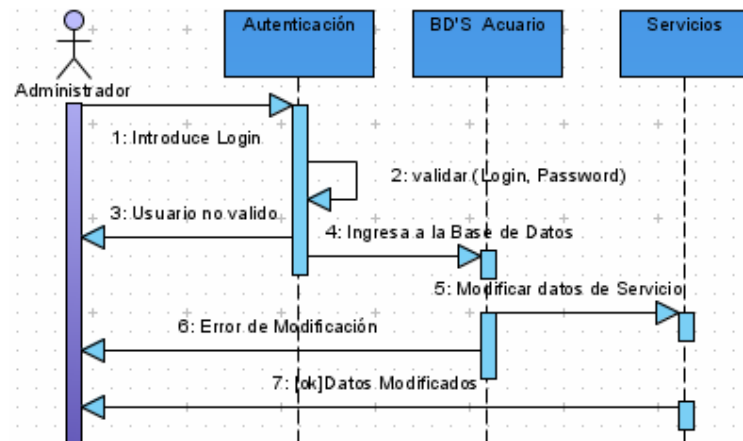 Autenticación
BD'S Acuario
Servicios
Administrador
1: Introduce Login
2: validar(Login, Password)
3: Usuario no valido
4: Ingresa a la Base de Datos
5: Modificar datos de Servicio
6: Error de Modificación
7: [ok]Datos Modificados